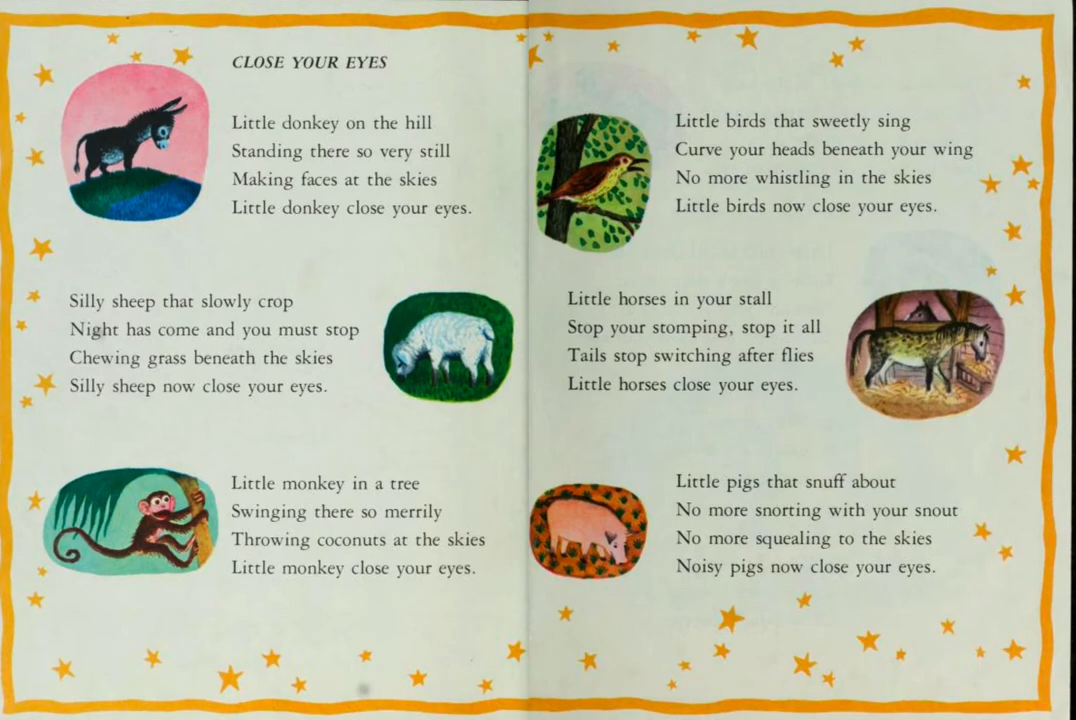 CLOSE YOUR EYES
Little donkey on the hill
Standing there so very still
Making faces at the skies
Little donkey close your eyes.
Silly sheep that slowly crop
Night has come and you must stop
Chewing grass beneath the skies
Silly sheep now close your eyes.
Little monkey in a tree
Swinging there so merrily
Throwing coconuts at the skies
Little monkey close your eyes.
Little birds that sweetly sing
Curve your heads beneath your wing
No more whistling in the skies
Little birds now close your eyes.
Little horses in your stall
Stop your stomping, stop it all
Tails stop switching after flies
Little horses close your eyes.
Little pigs that snuff about
No more snorting with your snout
No more squealing to the skies
Noisy pigs now close your eyes.